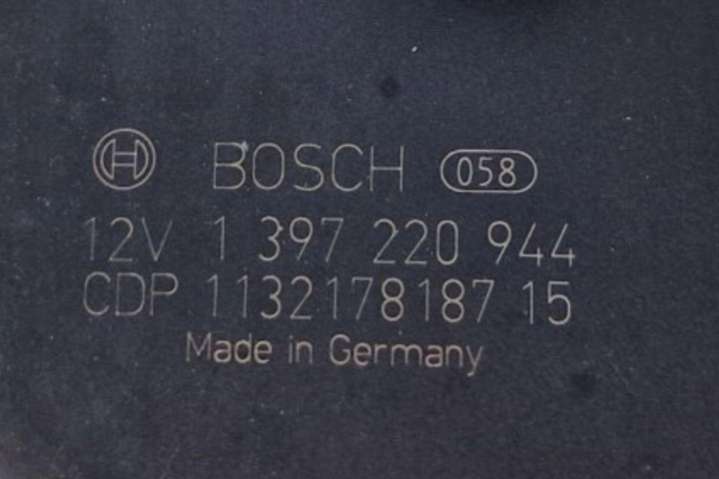 BOSCH 058
12V 1 397 220 944
CDP 1132178187 15
Made in Germany